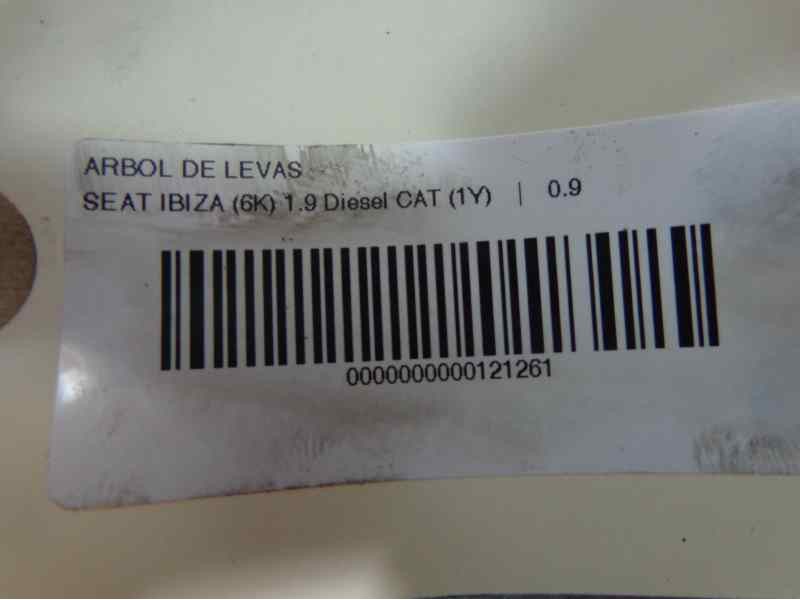 ARBOL DE LEVAS
SEAT IBIZA (6K) 1.9 Diesel CAT (1Y) | 0.9
0000000000121261